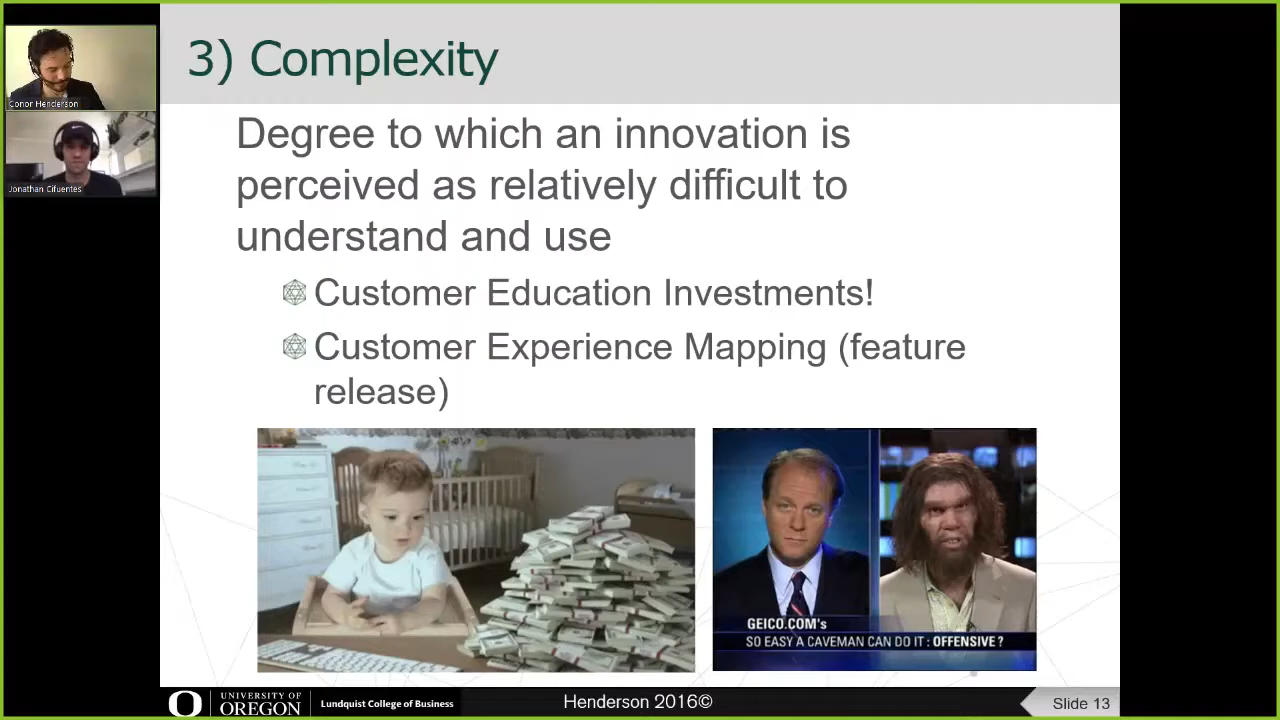 3) Complexity
Conor Henderson
Jonathan Cifuentes
Degree to which an innovation is
perceived as relatively difficult to
understand and use
Customer Education Investments!
Customer Experience Mapping (feature
release)
GEICO.COM's
SO EASY A CAVEMAN CAN DO IT : OFFENSIVE ?
UNIVERSITY OF
OREGON
Lundquist College of Business
Henderson 2016©
Slide 13